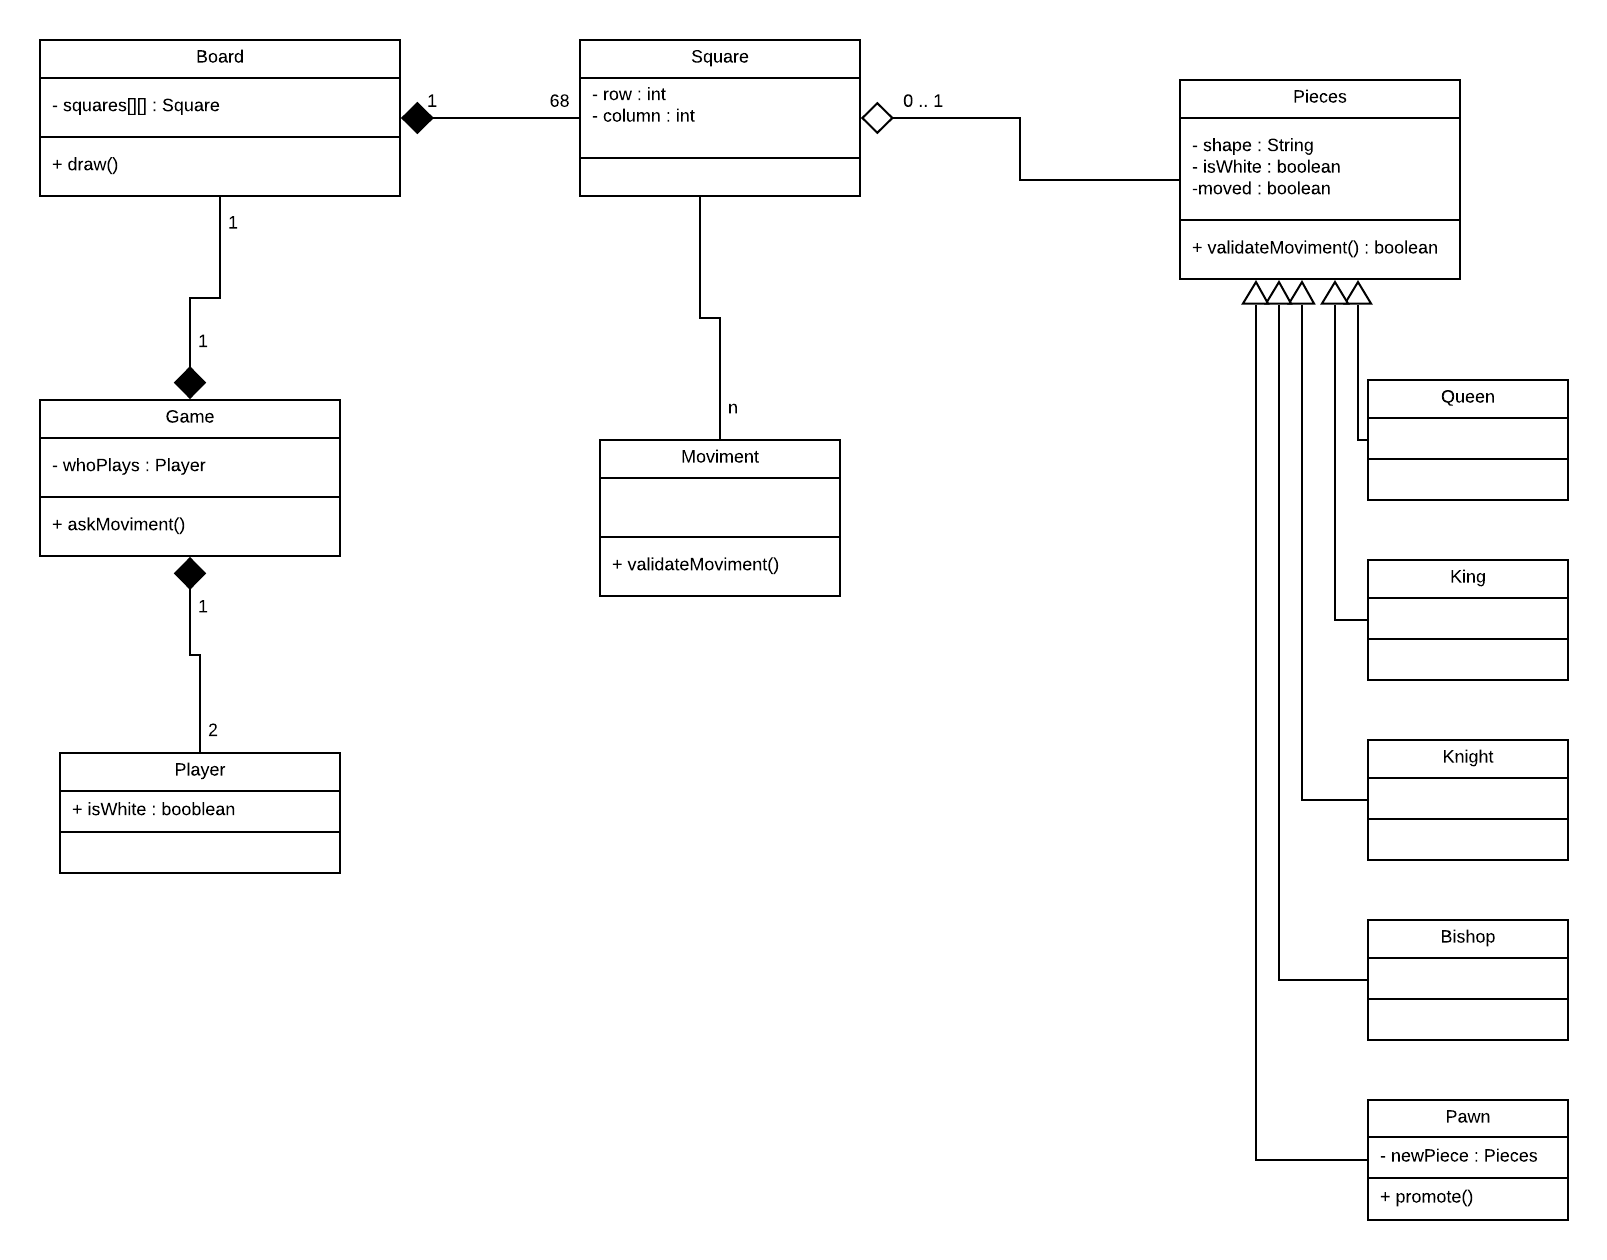 Board
- squares[][] : Square
+ draw()
1
68
Square
- row : int
- column : int
0 .. 1
Pieces
- shape : String
- isWhite : boolean
-moved : boolean
+ validateMoviment() : boolean
1
1
Game
- whoPlays : Player
+ askMoviment()
1
2
Player
+ isWhite : booblean
n
Moviment
+ validateMoviment()
Queen
King
Knight
Bishop
Pawn
- newPiece : Pieces
+ promote()